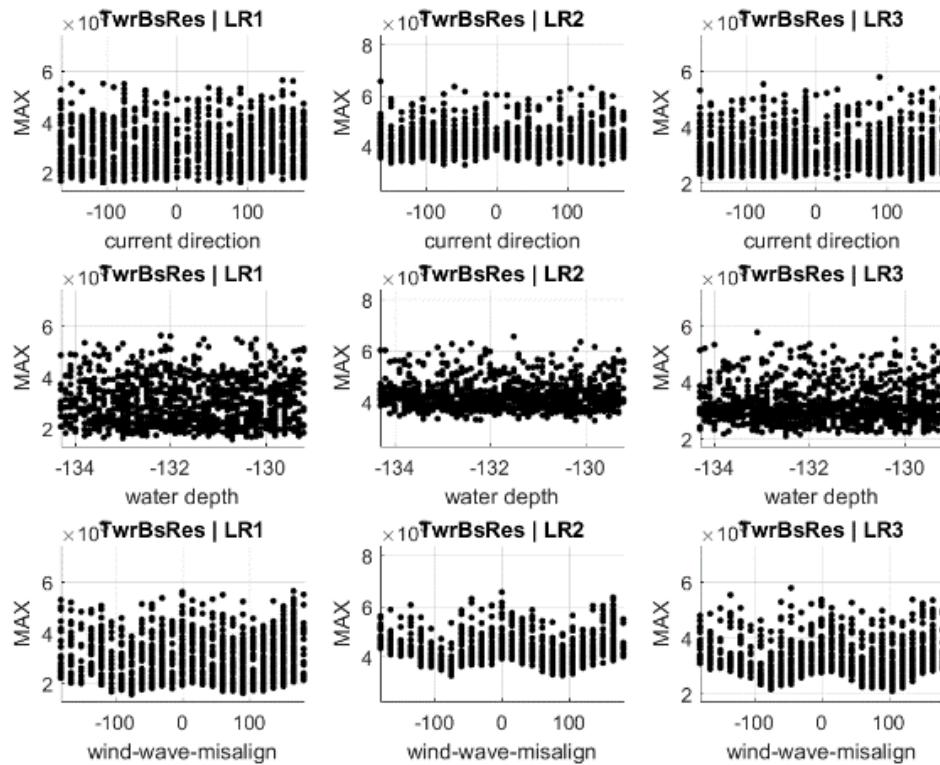 ×10 TwrBsRes | LR1
6
4
2
MAX
-100 0 100
current direction
×10 TwrBsRes | LR2
8
6
4
MAX
-100 0 100
current direction
×10 TwrBsRes | LR3
6
4
2
MAX
-100 0 100
current direction
×10 TwrBsRes | LR1
6
4
2
MAX
-134 -132 -130
water depth
×10 TwrBsRes | LR2
8
6
4
MAX
-134 -132 -130
water depth
×10 TwrBsRes | LR3
6
4
2
MAX
-134 -132 -130
water depth
×10 TwrBsRes | LR1
6
4
2
MAX
-100 0 100
wind-wave-misalign
×10 TwrBsRes | LR2
8
6
4
MAX
-100 0 100
wind-wave-misalign
×10 TwrBsRes | LR3
6
4
2
MAX
-100 0 100
wind-wave-misalign